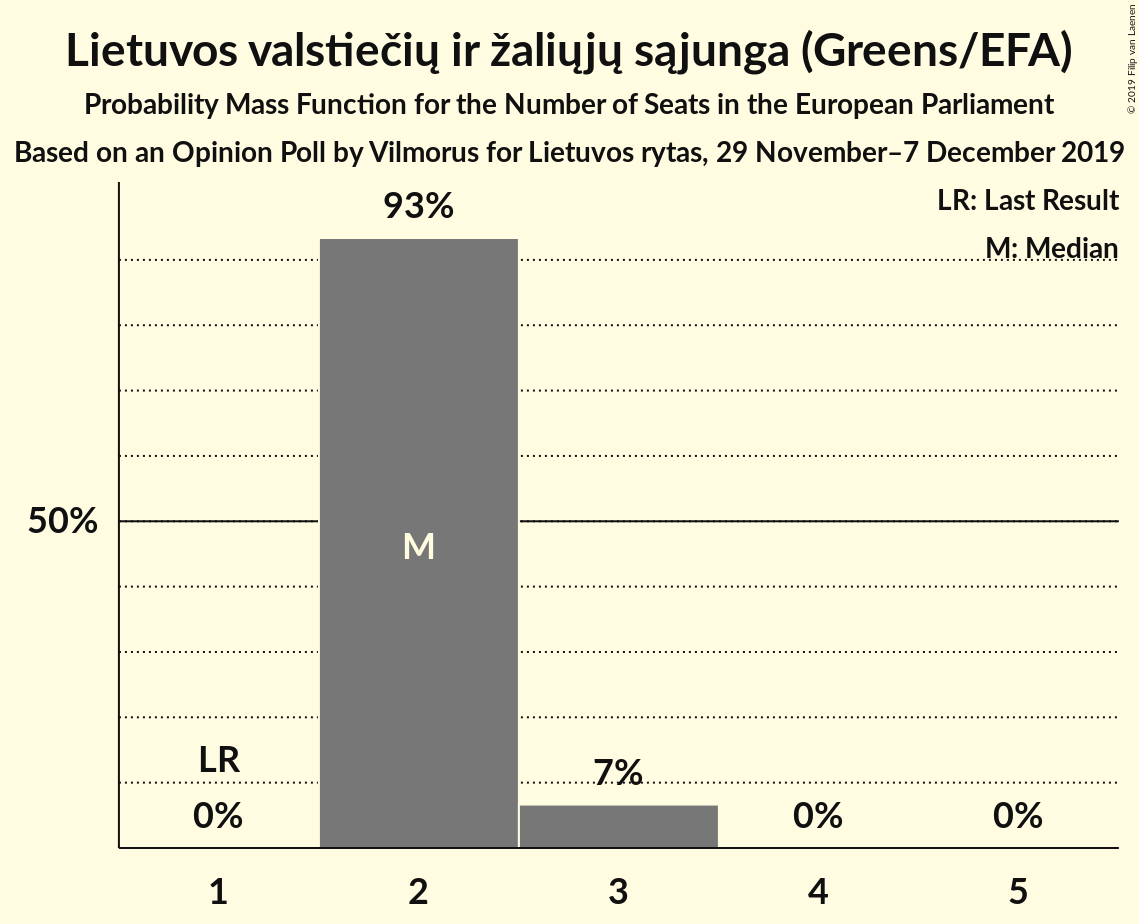 Lietuvos valstiečių ir žaliųjų sąjunga (Greens/EFA)
Probability Mass Function for the Number of Seats in the European Parliament
Based on an Opinion Poll by Vilmorus for Lietuvos rytas, 29 November–7 December 2019
© 2019 Filip van Laenen
LR: Last Result
M: Median
93%
50%
M
LR
7%
0%
0%
0%
1
2
3
4
5